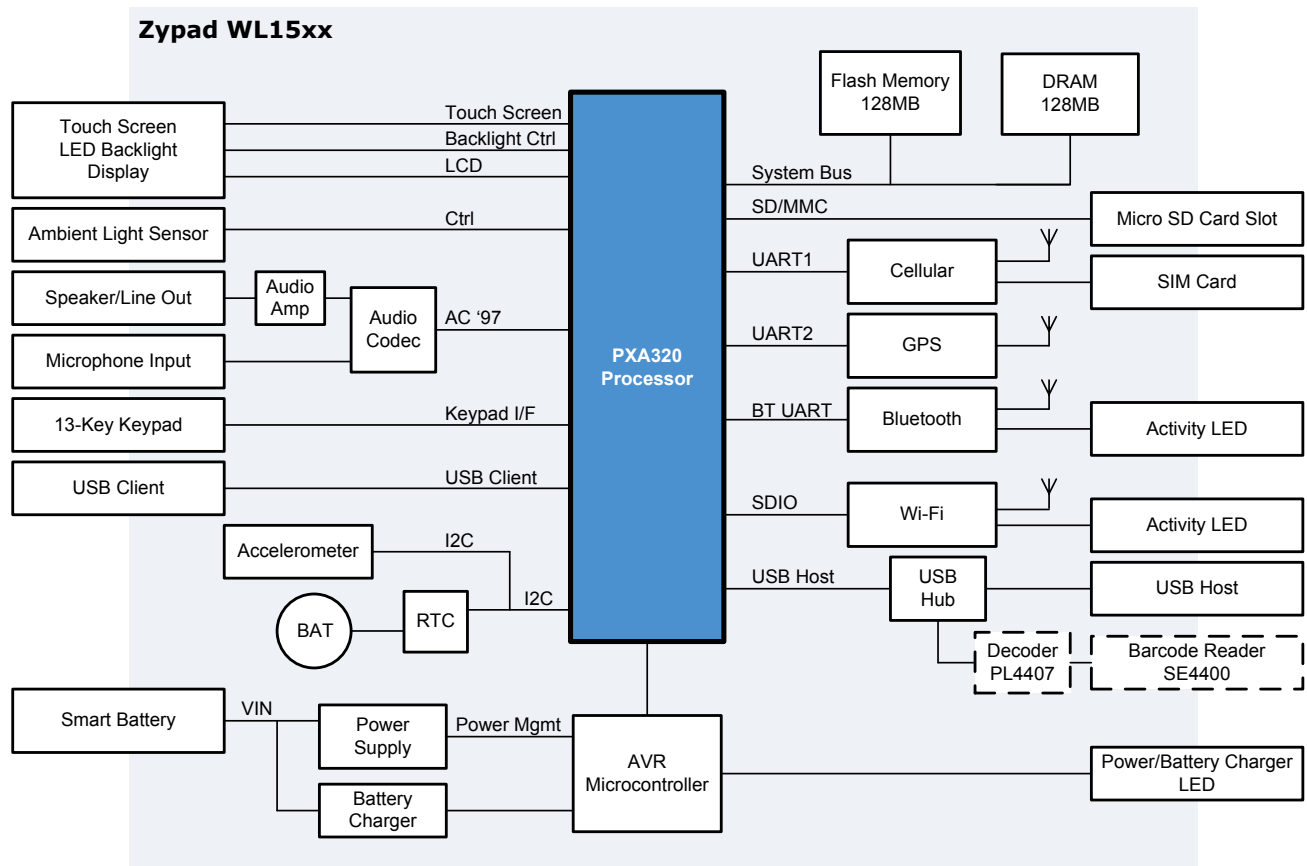 Zypad WL15xx
Touch Screen
LED Backlight
Display
Touch Screen
Backlight Ctrl
LCD
Ambient Light Sensor
Ctrl
Speaker/Line Out
Audio
Amp
Audio
Codec
AC ‘97
Microphone Input
13-Key Keypad
Keypad I/F
USB Client
USB Client
Accelerometer
I2C
BAT
RTC
I2C
Smart Battery
VIN
Power
Supply
Power Mgmt
Battery
Charger
AVR
Microcontroller
PXA320
Processor
Flash Memory
128MB
DRAM
128MB
System Bus
SD/MMC
Micro SD Card Slot
UART1
Cellular
SIM Card
UART2
GPS
BT UART
Bluetooth
Activity LED
SDIO
Wi-Fi
Activity LED
USB Host
USB
Hub
USB Host
Decoder
PL4407
Barcode Reader
SE4400
Power/Battery Charger
LED